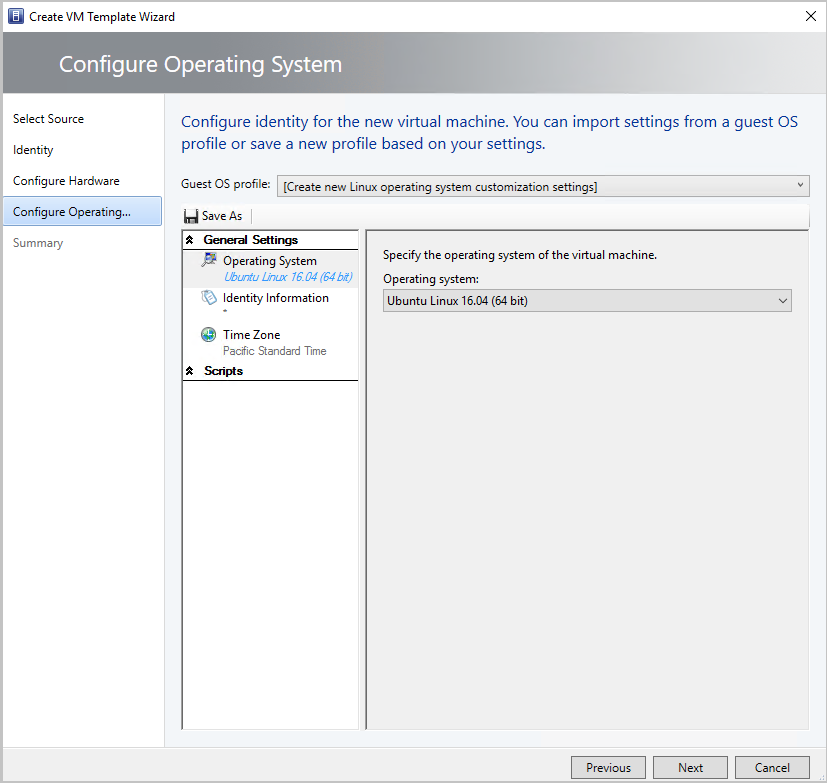 Create VM Template Wizard
Configure Operating System
Select Source
Identity
Configure Hardware
Configure Operating...
Summary
Configure identity for the new virtual machine. You can import settings from a guest OS
profile or save a new profile based on your settings.
Guest OS profile:
[Create new Linux operating system customization settings]
Save As
General Settings
Operating System
Ubuntu Linux 16.04 (64 bit)
Identity Information
*
Time Zone
Pacific Standard Time
Scripts
Specify the operating system of the virtual machine.
Operating system:
Ubuntu Linux 16.04 (64 bit)
Previous
Next
Cancel